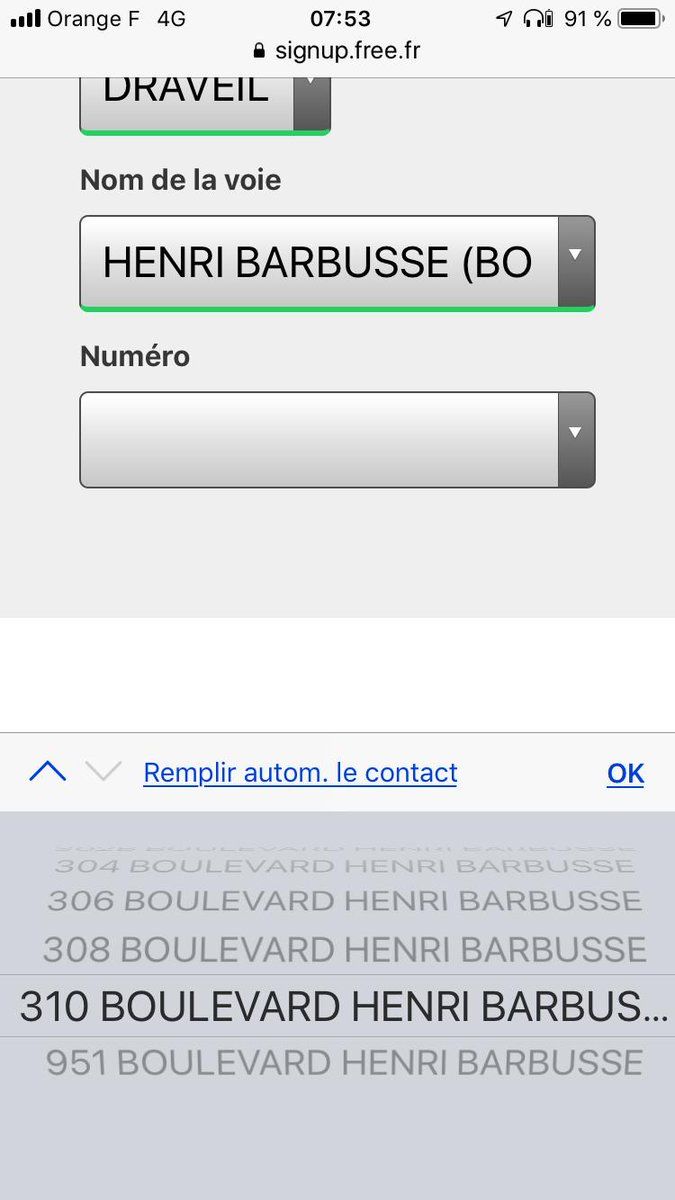 Orange F 4G 07:53 91 %
signup.free.fr
DRAVEIL
Nom de la voie
HENRI BARBUSSE (BO
Numéro
Remplir autom. le contact OK
304 BOULEVARD HENRI BARBUSSE
306 BOULEVARD HENRI BARBUSSE
308 BOULEVARD HENRI BARBUSSE
310 BOULEVARD HENRI BARBUS...
951 BOULEVARD HENRI BARBUSSE